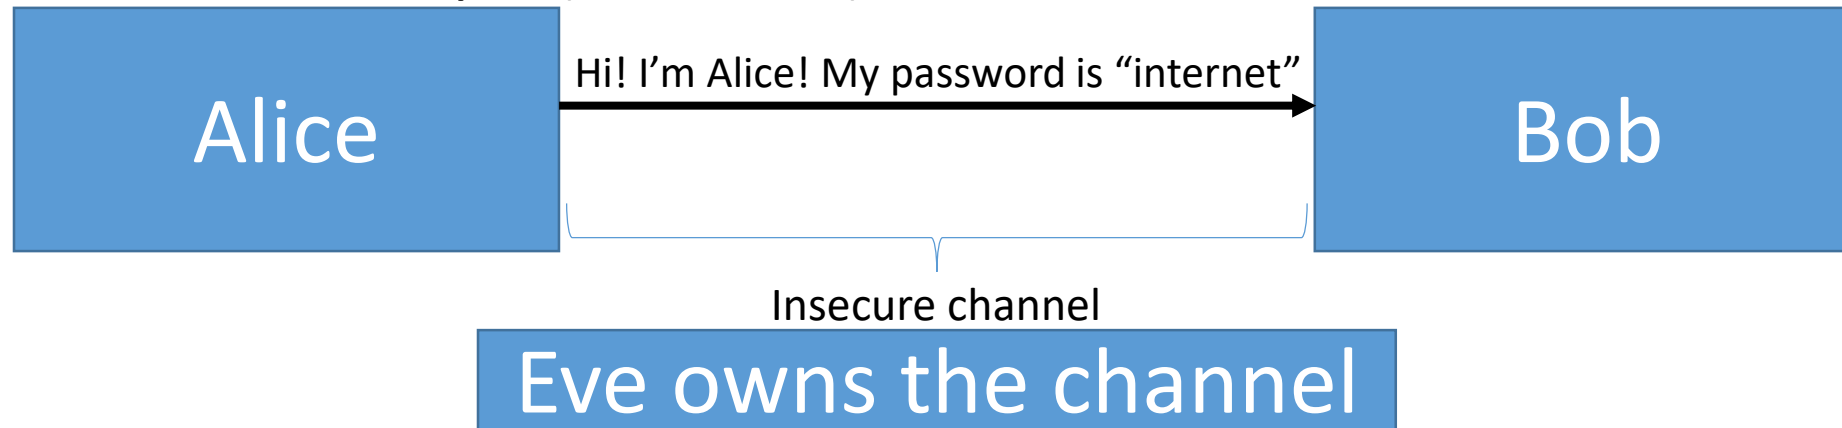 Hi! I’m Alice! My password is “internet”
Alice
Bob
Insecure channel
Eve owns the channel